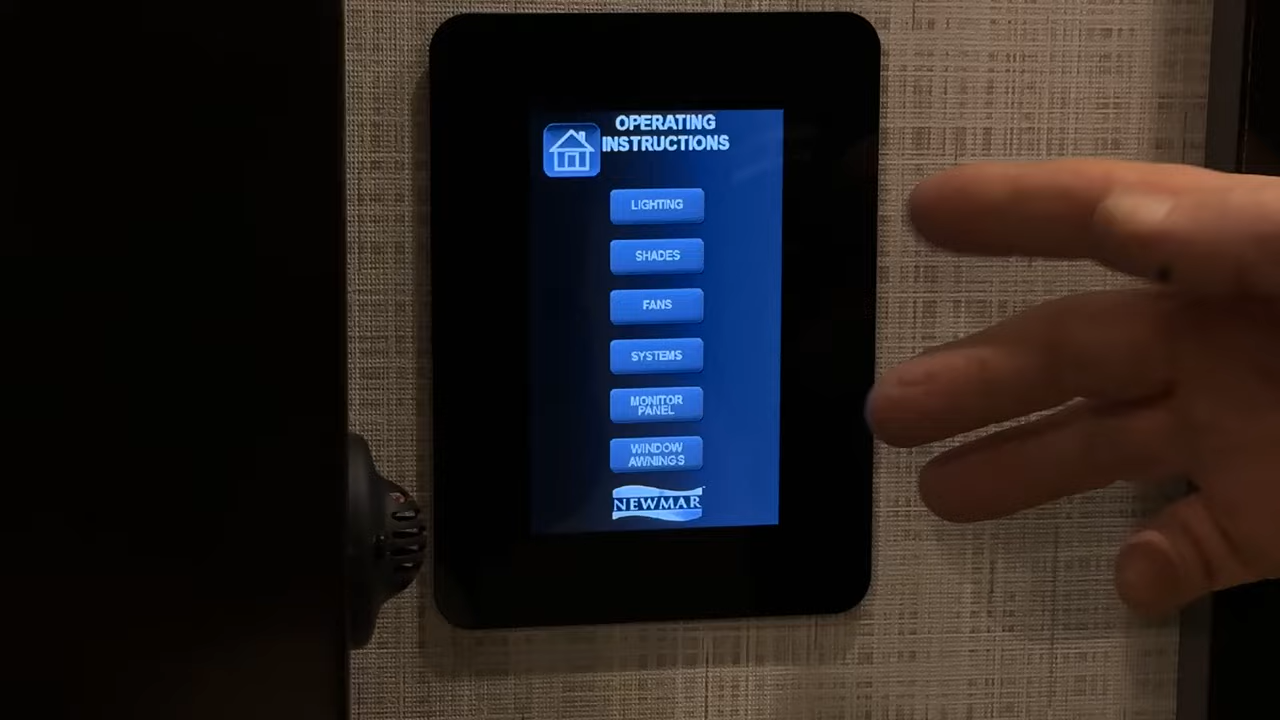 OPERATING
INSTRUCTIONS
LIGHTING
SHADES
FANS
SYSTEMS
MONITOR
PANEL
WINDOW
AWNINGS
NEWMAR